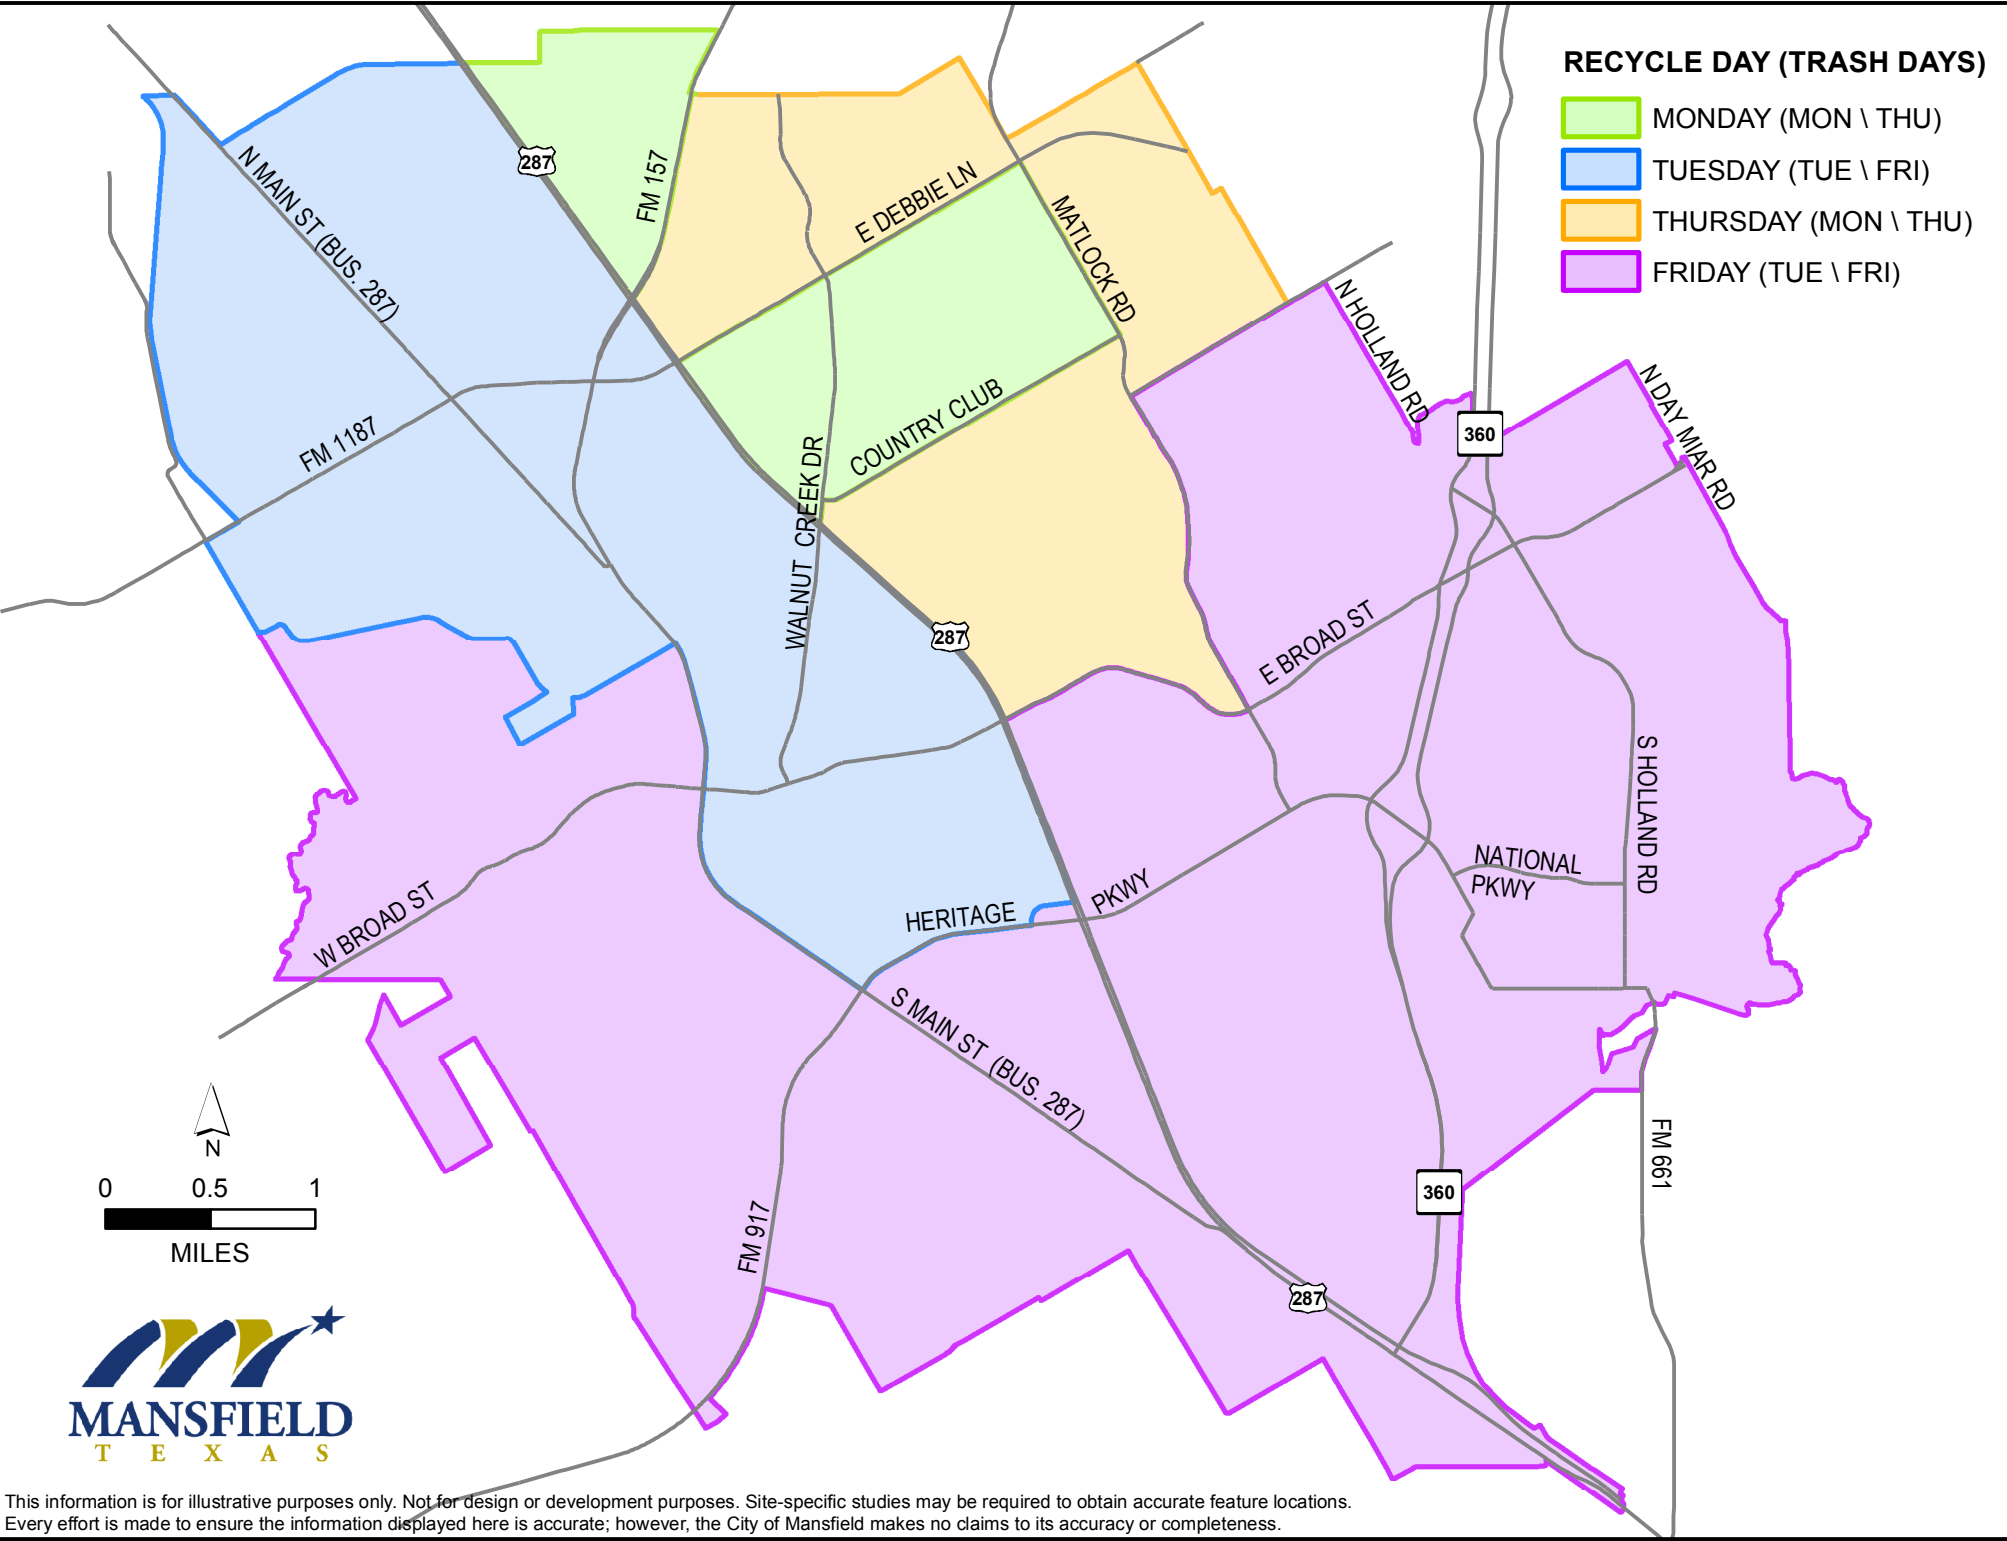 RECYCLE DAY (TRASH DAYS)
MONDAY (MON \ THU)
TUESDAY (TUE \ FRI)
THURSDAY (MON \ THU)
FRIDAY (TUE \ FRI)
287
N MAIN ST (BUS. 287)
FM 157
E DEBBIE LN
MATLOCK RD
N HOLLAND RD
360
N DAY MIAR RD
FM 1187
COUNTRY CLUB
WALNUT CREEK DR
287
E BROAD ST
S HOLLAND RD
NATIONAL
PKWY
HERITAGE
PKWY
W BROAD ST
S MAIN ST (BUS. 287)
FM 661
360
FM 917
287
N
0 0.5 1
MILES
MANSFIELD
TEXAS
This information is for illustrative purposes only. Not for design or development purposes. Site-specific studies may be required to obtain accurate feature locations.
Every effort is made to ensure the information displayed here is accurate; however, the City of Mansfield makes no claims to its accuracy or completeness.